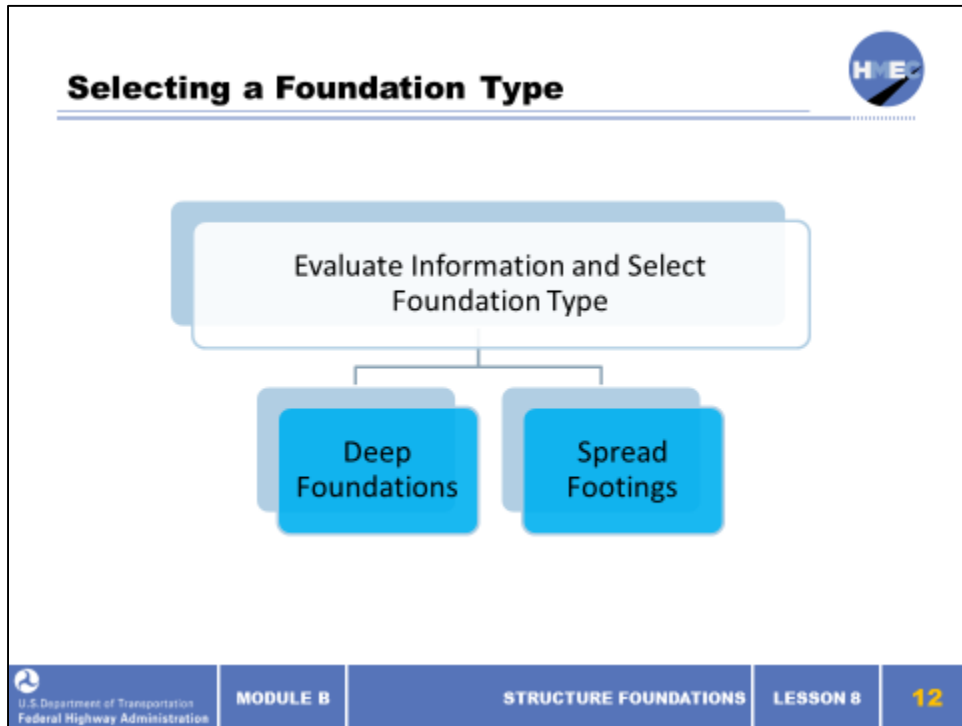 Selecting a Foundation Type
HMEC
Evaluate Information and Select
Foundation Type
Deep
Foundations
Spread
Footings
U.S. Department of Transportation
Federal Highway Administration
MODULE B
STRUCTURE FOUNDATIONS
LESSON 8
12